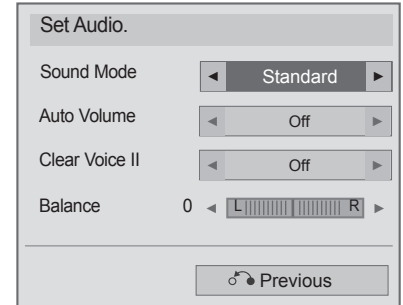 Set Audio.
Sound Mode ◄ Standard ►
Auto Volume ◄ Off ►
Clear Voice II ◄ Off ►
Balance 0 ◄ L R ►
Previous